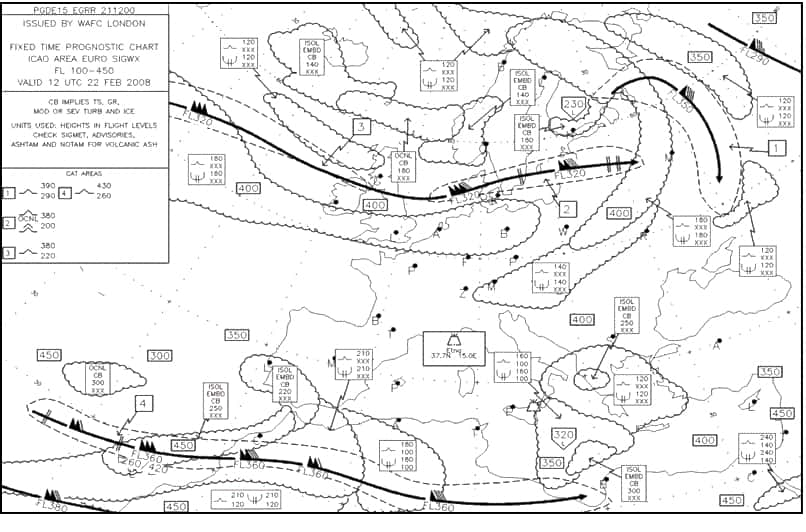 PGDE15 EGRR 211200
ISSUED BY WAFC LONDON
FIXED TIME PROGNOSTIC CHART
ICAO AREA EURO SIGWX
FL 100-450
VALID 12 UTC 22 FEB 2008
CB IMPLIES TS, GR,
MOD OR SEV TURB AND ICE
UNITS USED: HEIGHTS IN FLIGHT LEVELS
CHECK SIGMET, ADVISORIES,
ASHTAM AND NOTAM FOR VOLCANIC ASH
CAT AREAS
1 390
290
4 430
260
2 OCNL 380
200
3 380
220
350
FL290
350
120
XXX
120
XXX
ISOL
EMBD
CB
140
XXX
120
XXX
120
XXX
ISOL
EMBD
CB
140
XXX
230
FL360
120
XXX
120
XXX
FL320
3
ISOL
EMBD
CB
160
XXX
1
180
XXX
180
XXX
OCNL
CB
180
XXX
400
400
FL320
FL320
2
400
180
XXX
180
XXX
A
B
W
K
120
XXX
120
XXX
P
F
P
140
XXX
140
XXX
Z
M
B
400
ISOL
EMBD
CB
250
XXX
A
350
Etna
37.7N 15.0E
450
300
OCNL
CB
300
XXX
ISOL
EMBD
CB
220
XXX
210
XXX
210
XXX
160
100
160
100
120
XXX
120
XXX
350
4
ISOL
EMBD
CB
250
XXX
P
A
T
450
320
400
450
FL360
260/420
FL360
FL360
180
100
180
100
350
240
140
240
140
C
FL380
450
210
120
210
120
FL360
ISOL
EMBD
CB
300
XXX
450